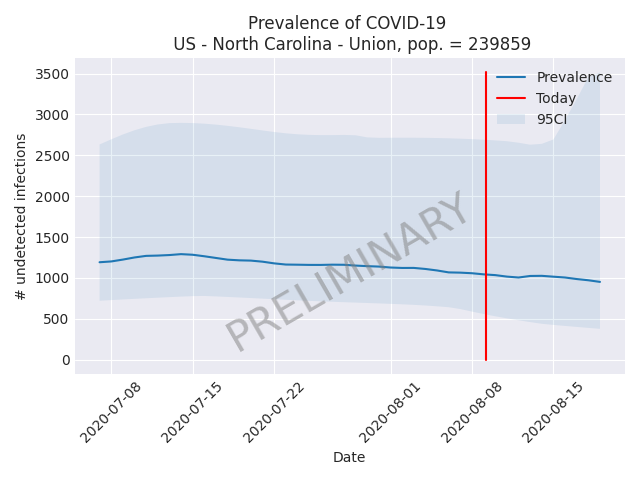 Prevalence of COVID-19
US - North Carolina - Union, pop. = 239859
3500
3000
2500
2000
1500
1000
500
0
# undetected infections
Prevalence
Today
95CI
PRELIMINARY
2020-07-08
2020-07-15
2020-07-22
2020-08-01
2020-08-08
2020-08-15
Date